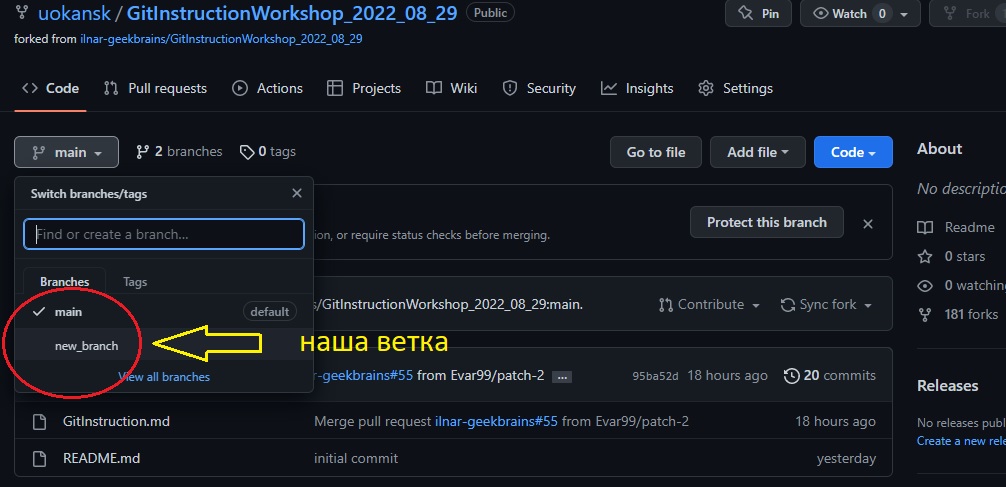 uokansk / GitInstructionWorkshop_2022_08_29 Public Pin Watch 0 Fork
forked from ilnar-geekbrains/GitInstructionWorkshop_2022_08_29
Code Pull requests Actions Projects Wiki Security Insights Settings
main 2 branches 0 tags Go to file Add file Code
Switch branches/tags
Find or create a branch...
Branches Tags
main default
new_branch
View all branches
наша ветка
Protect this branch
ion, or require status checks before merging.
s/GitInstructionWorkshop_2022_08_29:main. Contribute Sync fork
r-geekbrains#55 from Evar99/patch-2 ... 95ba52d 18 hours ago 20 commits
GitInstruction.md Merge pull request ilnar-geekbrains#55 from Evar99/patch-2 18 hours ago
README.md initial commit yesterday
About
No descriptio
Readme
0 stars
0 watchin
181 forks
Releases
No releases publ
Create a new rele